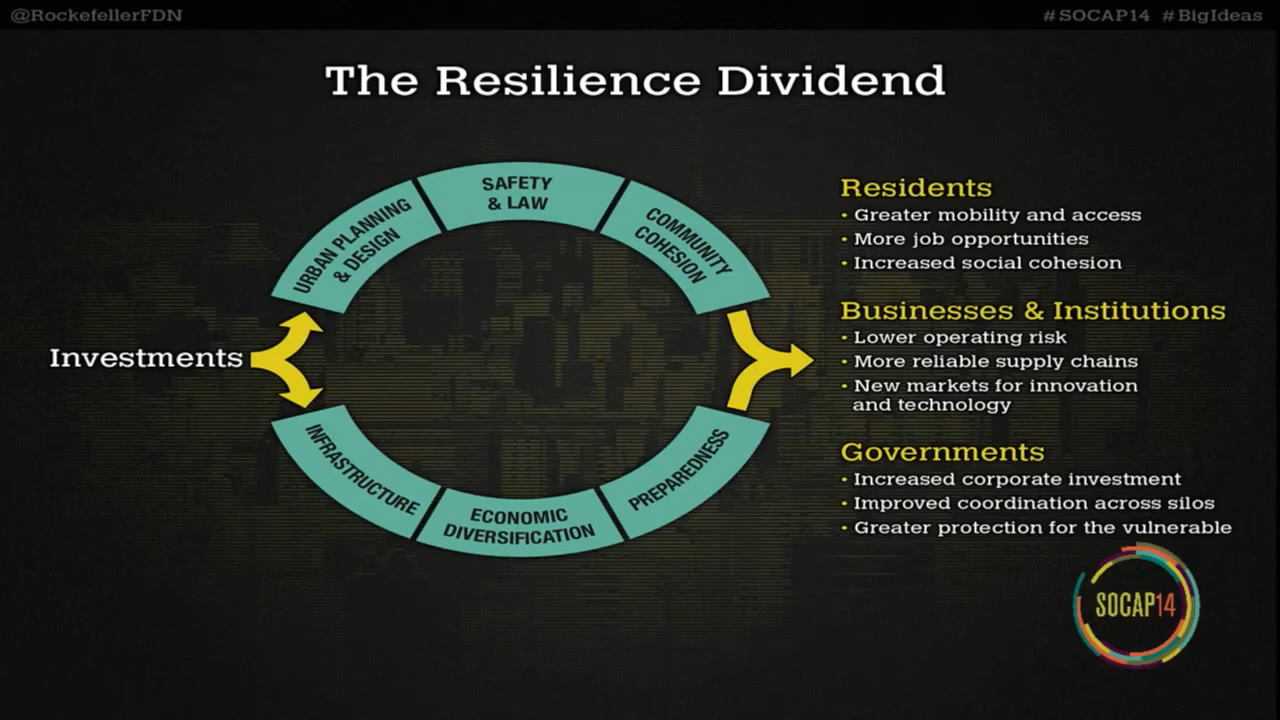 @RockefellerFDN
#SOCAP14 #BigIdeas
The Resilience Dividend
Investments
URBAN PLANNING
& DESIGN
SAFETY
& LAW
COMMUNITY
COHESION
INFRASTRUCTURE
ECONOMIC
DIVERSIFICATION
PREPAREDNESS
Residents
• Greater mobility and access
• More job opportunities
• Increased social cohesion
Businesses & Institutions
• Lower operating risk
• More reliable supply chains
• New markets for innovation
and technology
Governments
• Increased corporate investment
• Improved coordination across silos
• Greater protection for the vulnerable
SOCAP14